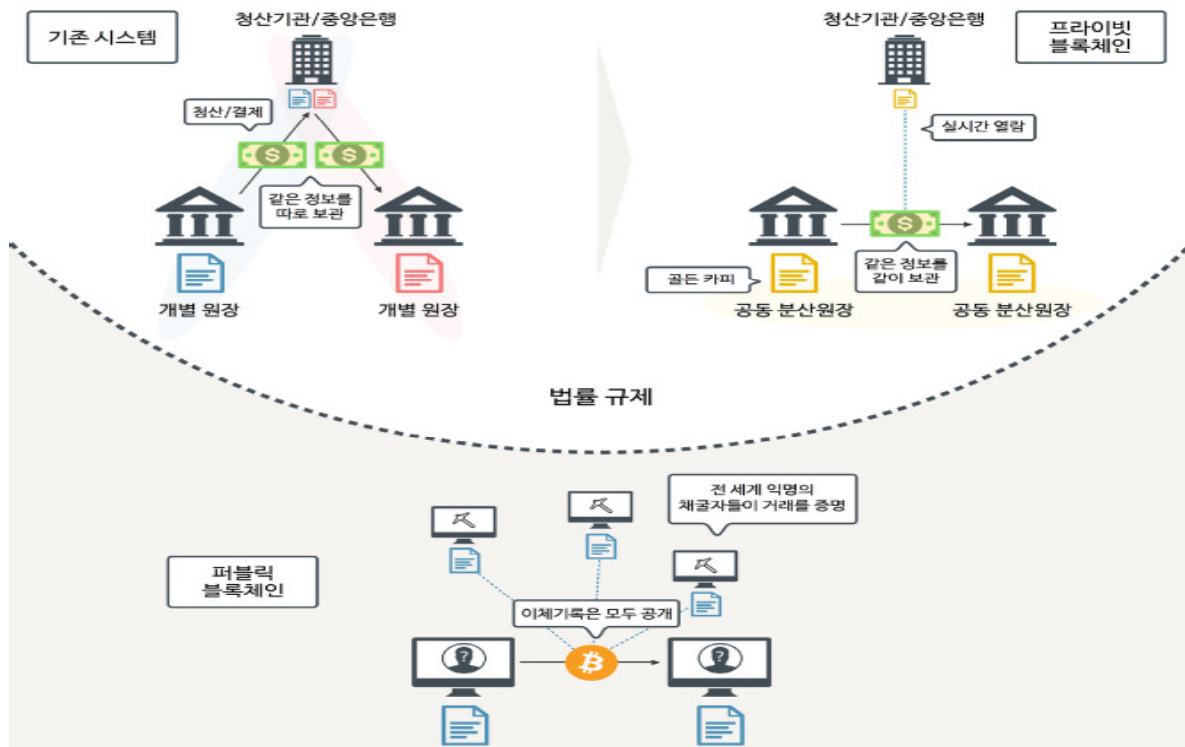 기존 시스템
청산기관/중앙은행
청산/결제
같은 정보를
따로 보관
개별 원장
개별 원장
청산기관/중앙은행
프라이빗
블록체인
실시간 열람
같은 정보를
같이 보관
골든 카피
공동 분산원장
공동 분산원장
법률 규제
전 세계 익명의
채굴자들이 거래를 증명
퍼블릭
블록체인
이체기록은 모두 공개